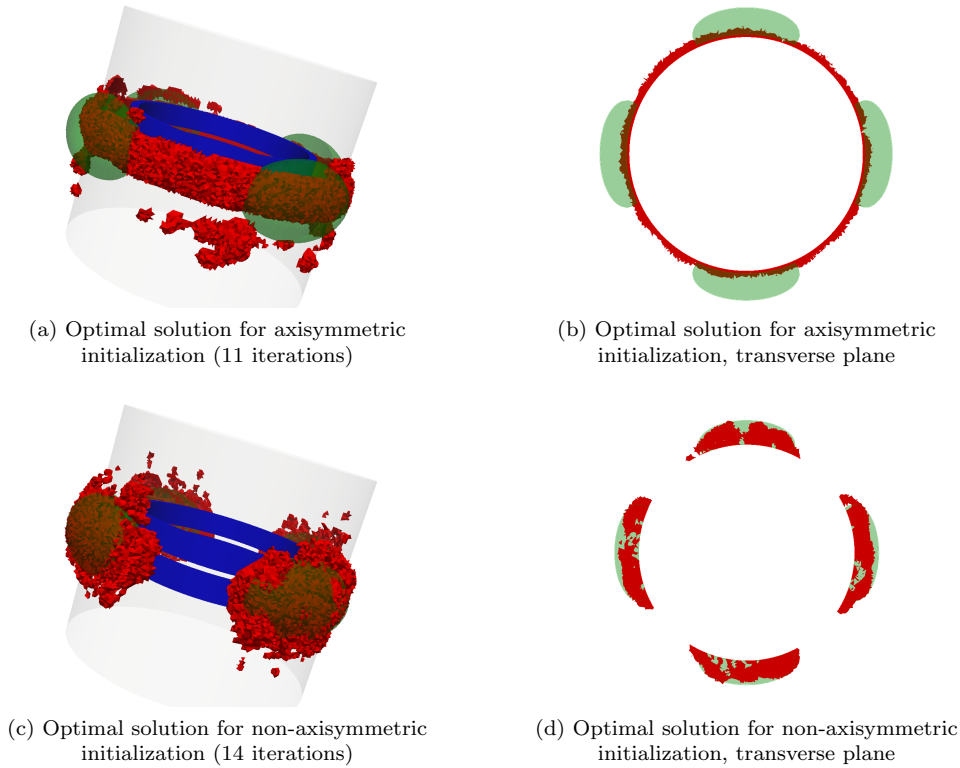 (a) Optimal solution for axisymmetric
initialization (11 iterations)
(b) Optimal solution for axisymmetric
initialization, transverse plane
(c) Optimal solution for non-axisymmetric
initialization (14 iterations)
(d) Optimal solution for non-axisymmetric
initialization, transverse plane